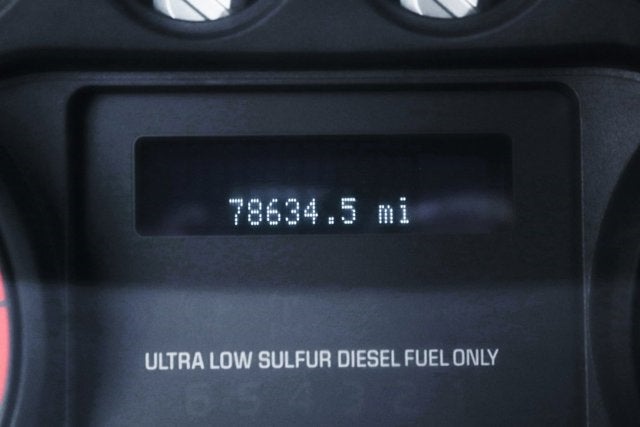 78634.5 mi
ULTRA LOW SULFUR DIESEL FUEL ONLY